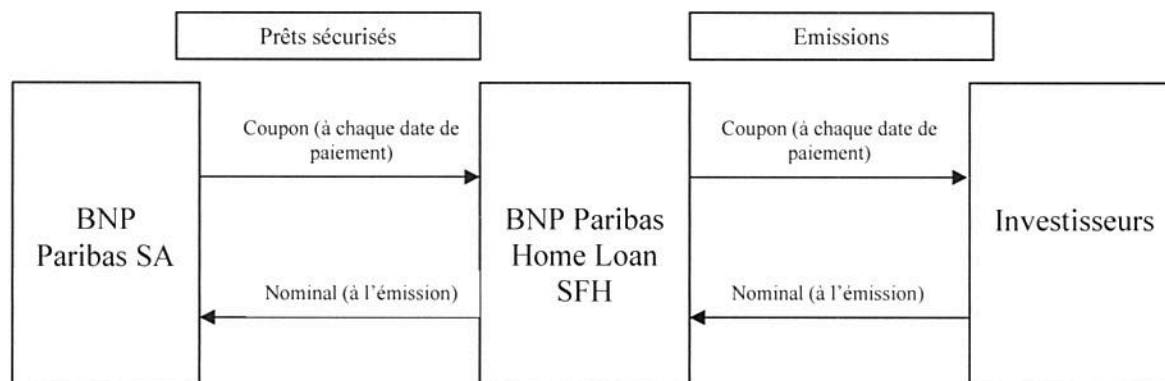 Prêts sécurisés
Emissions
Coupon (à chaque date de
paiement)
Coupon (à chaque date de
paiement)
BNP
Paribas SA
BNP Paribas
Home Loan
SFH
Investisseurs
Nominal (à l'émission)
Nominal (à l'émission)